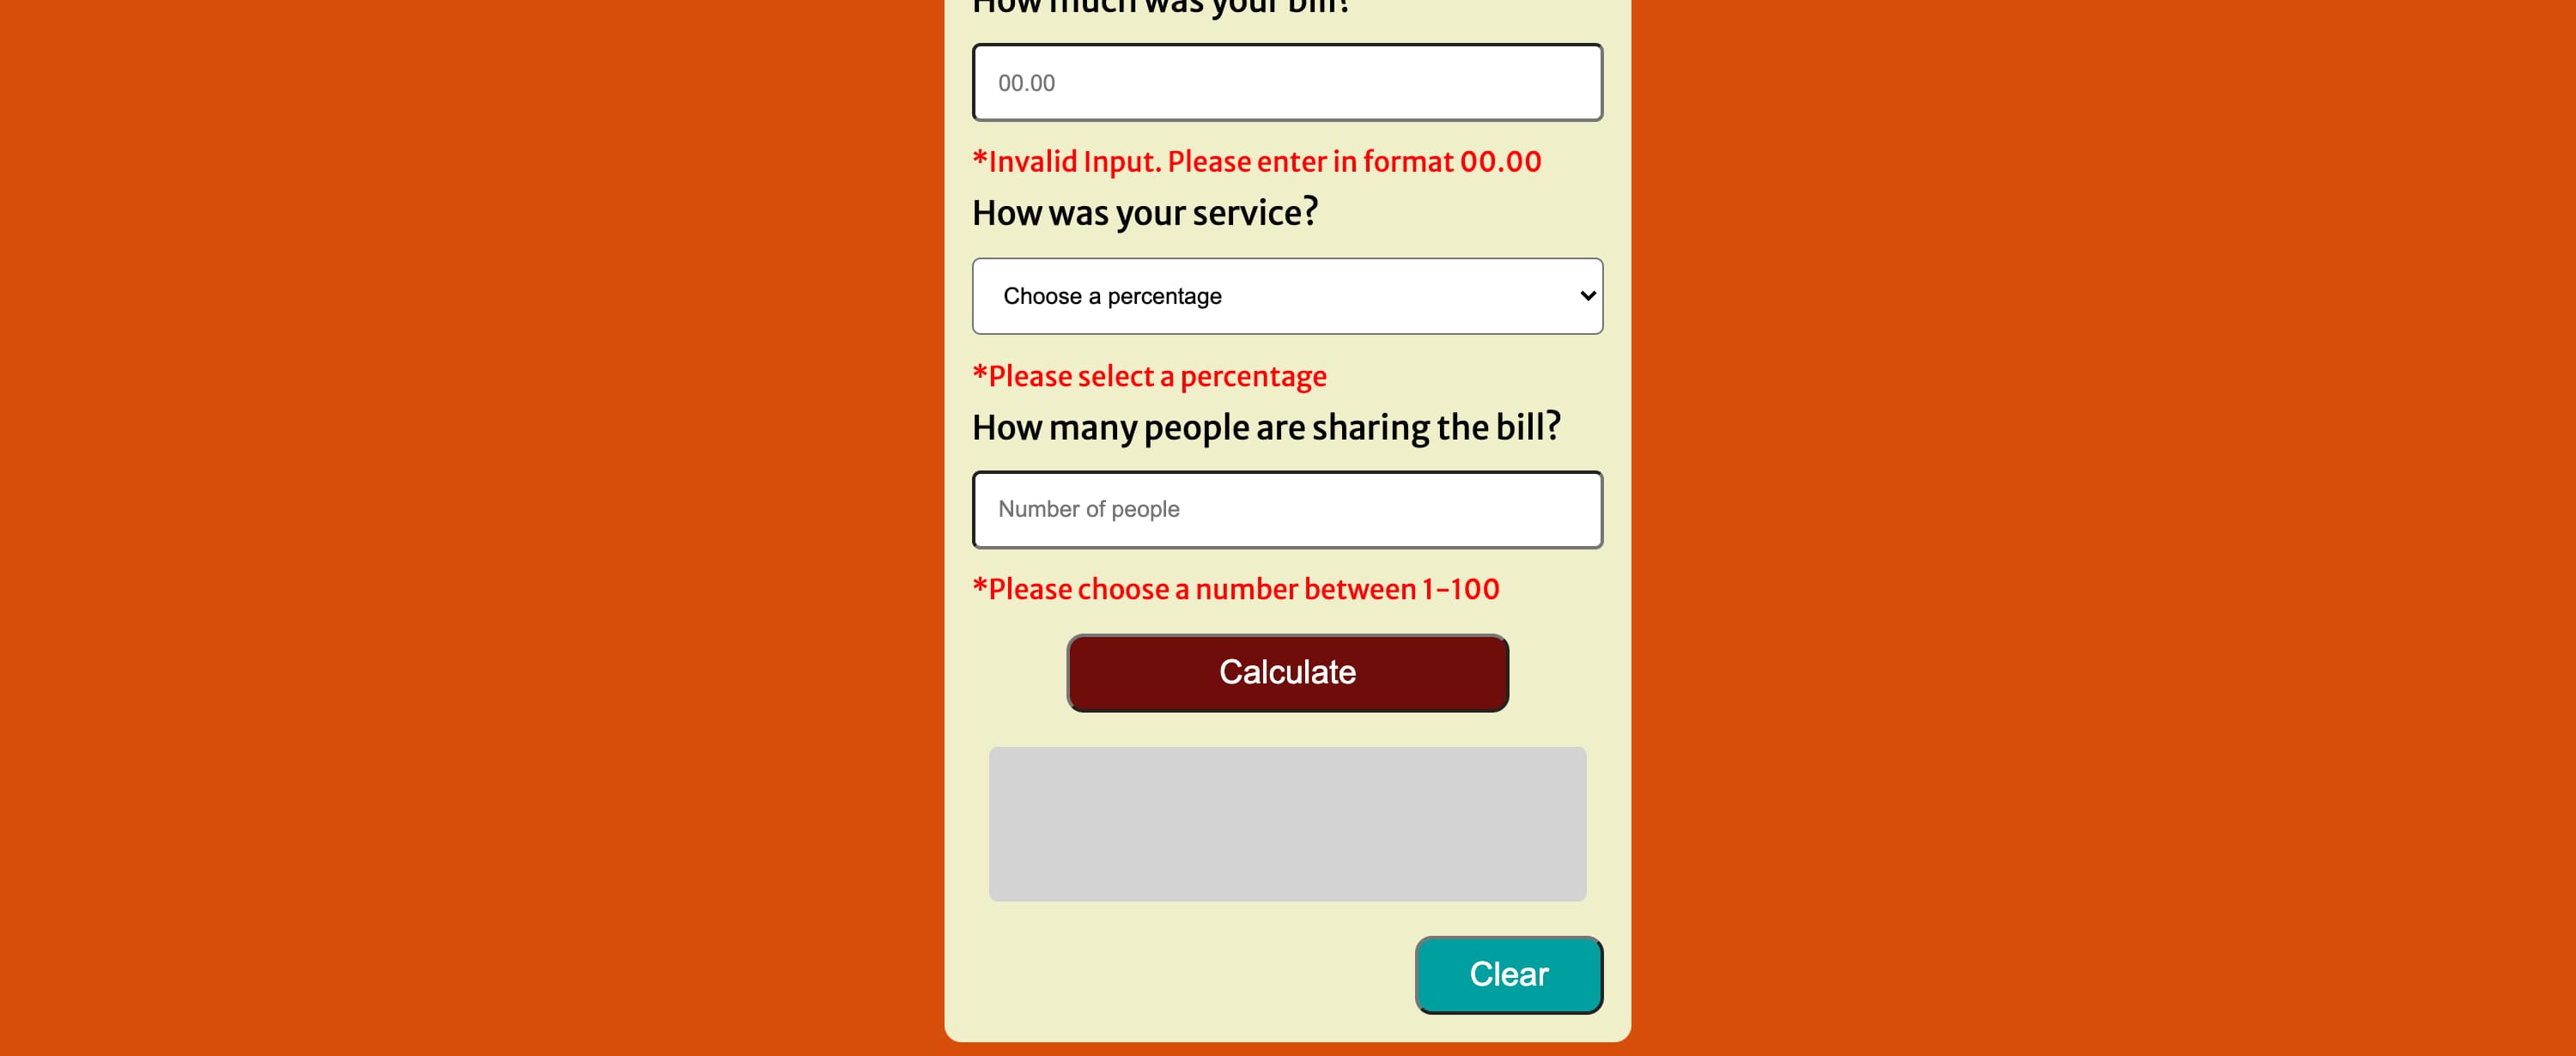 How much was your bill?
00.00
*Invalid Input. Please enter in format 00.00
How was your service?
Choose a percentage
*Please select a percentage
How many people are sharing the bill?
Number of people
*Please choose a number between 1-100
Calculate
Clear